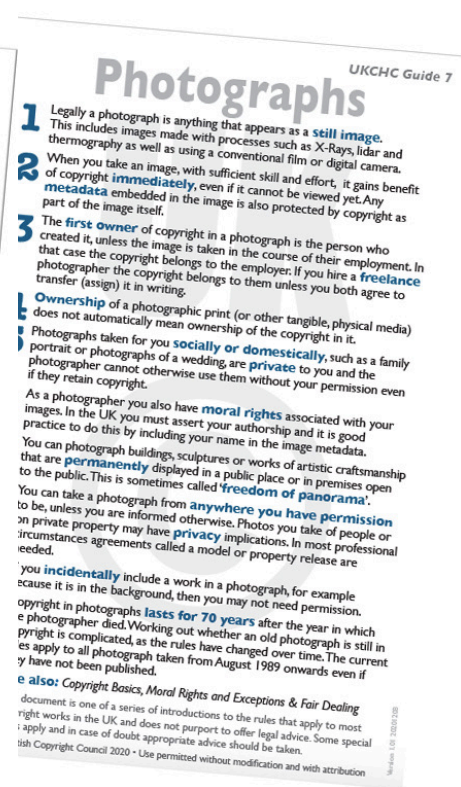 UKCHC Guide 7
Photographs
1 Legally a photograph is anything that appears as a still image.
This includes images made with processes such as X-Rays, lidar and
thermography as well as using a conventional film or digital camera.
2 When you take an image, with sufficient skill and effort, it gains benefit
of copyright immediately, even if it cannot be viewed yet. Any
metadata embedded in the image is also protected by copyright as
part of the image itself.
3 The first owner of copyright in a photograph is the person who
created it, unless the image is taken in the course of their employment. In
that case the copyright belongs to the employer. If you hire a freelance
photographer the copyright belongs to them unless you both agree to
transfer (assign) it in writing.
Ownership of a photographic print (or other tangible, physical media)
does not automatically mean ownership of the copyright in it.
Photographs taken for you socially or domestically, such as a family
portrait or photographs of a wedding, are private to you and the
photographer cannot otherwise use them without your permission even
if they retain copyright.
As a photographer you also have moral rights associated with your
images. In the UK you must assert your authorship and it is good
practice to do this by including your name in the image metadata.
You can photograph buildings, sculptures or works of artistic craftsmanship
that are permanently displayed in a public place or in premises open
to the public. This is sometimes called 'freedom of panorama'.
You can take a photograph from anywhere you have permission
to be, unless you are informed otherwise. Photos you take of people or
on private property may have privacy implications. In most professional
circumstances agreements called a model or property release are
needed.
you incidentally include a work in a photograph, for example
ecause it is in the background, then you may not need permission.
opyright in photographs lasts for 70 years after the year in which
e photographer died. Working out whether an old photograph is still in
pyright is complicated, as the rules have changed over time. The current
es apply to all photograph taken from August 1989 onwards even if
ey have not been published.
e also: Copyright Basics, Moral Rights and Exceptions & Fair Dealing
document is one of a series of introductions to the rules that apply to most
right works in the UK and does not purport to offer legal advice. Some special
apply and in case of doubt appropriate advice should be taken.
tish Copyright Council 2020 • Use permitted without modification and with attribution